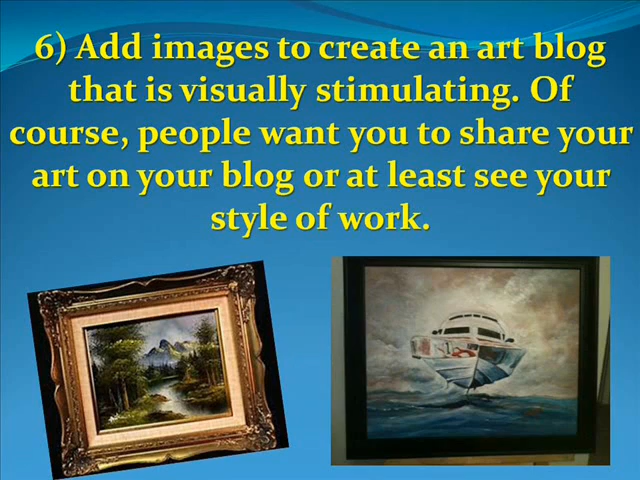 6) Add images to create an art blog
that is visually stimulating. Of
course, people want you to share your
art on your blog or at least see your
style of work.